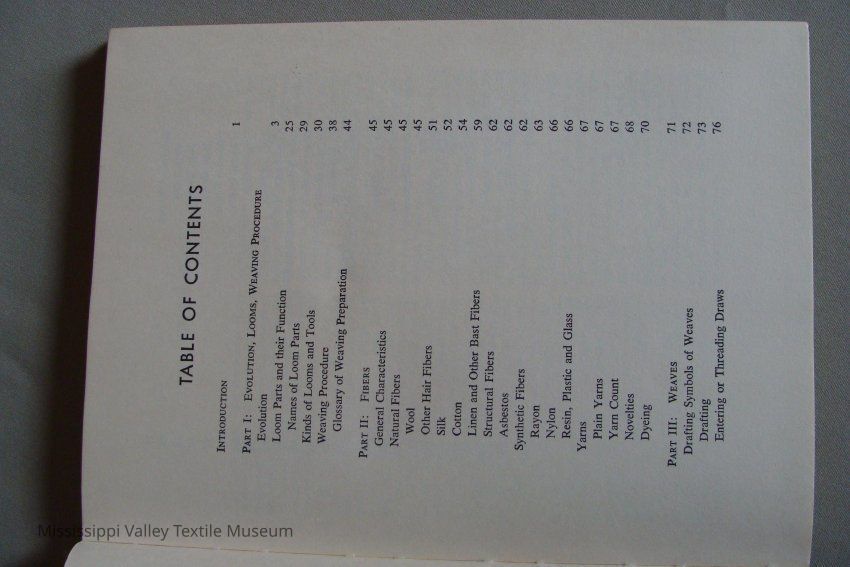 TABLE OF CONTENTS
INTRODUCTION 1
PART I: EVOLUTION, LOOMS, WEAVING PROCEDURE
Evolution 3
Loom Parts and their Function 25
Names of Loom Parts 29
Kinds of Looms and Tools 30
Weaving Procedure 38
Glossary of Weaving Preparation 44
PART II: FIBERS 45
General Characteristics 45
Natural Fibers 45
Wool 45
Other Hair Fibers 51
Silk 52
Cotton 54
Linen and Other Bast Fibers 59
Structural Fibers 62
Asbestos 62
Synthetic Fibers 62
Rayon 63
Nylon 66
Resin, Plastic and Glass 66
Yarns 67
Plain Yarns 67
Yarn Count 67
Novelties 68
Dyeing 70
PART III: WEAVES 71
Drafting Symbols of Weaves 72
Drafting 73
Entering or Threading Draws 76
Mississippi Valley Textile Museum